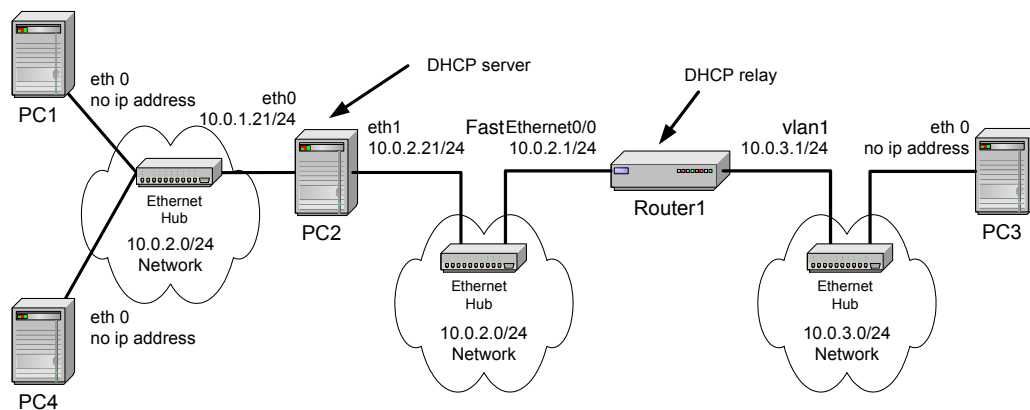 PC1
eth 0
no ip address
eth0
10.0.1.21/24
DHCP server
PC2
eth1
10.0.2.21/24
FastEthernet0/0
10.0.2.1/24
DHCP relay
Router1
vlan1
10.0.3.1/24
eth 0
no ip address
PC3
Ethernet
Hub
10.0.2.0/24
Network
eth 0
no ip address
PC4
Ethernet
Hub
10.0.2.0/24
Network
Ethernet
Hub
10.0.3.0/24
Network